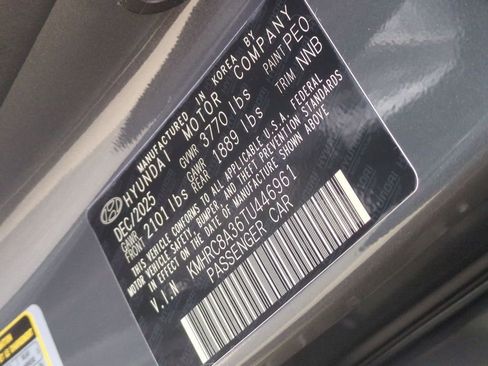 MANUFACTURED IN KOREA BY
HYUNDAI MOTOR COMPANY
DEC/2025 GVWR 3770 lbs PAINT PEO
GAWR FRONT 2101 lbs GAWR REAR 1889 lbs TRIM NNB
THIS VEHICLE CONFORMS TO ALL APPLICABLE U.S.A. FEDERAL
MOTOR VEHICLE SAFETY, BUMPER, AND THEFT PREVENTION STANDARDS
IN EFFECT ON THE DATE OF MANUFACTURE SHOWN ABOVE
V.I.N. KMHRC8A36TU446961
PASSENGER CAR